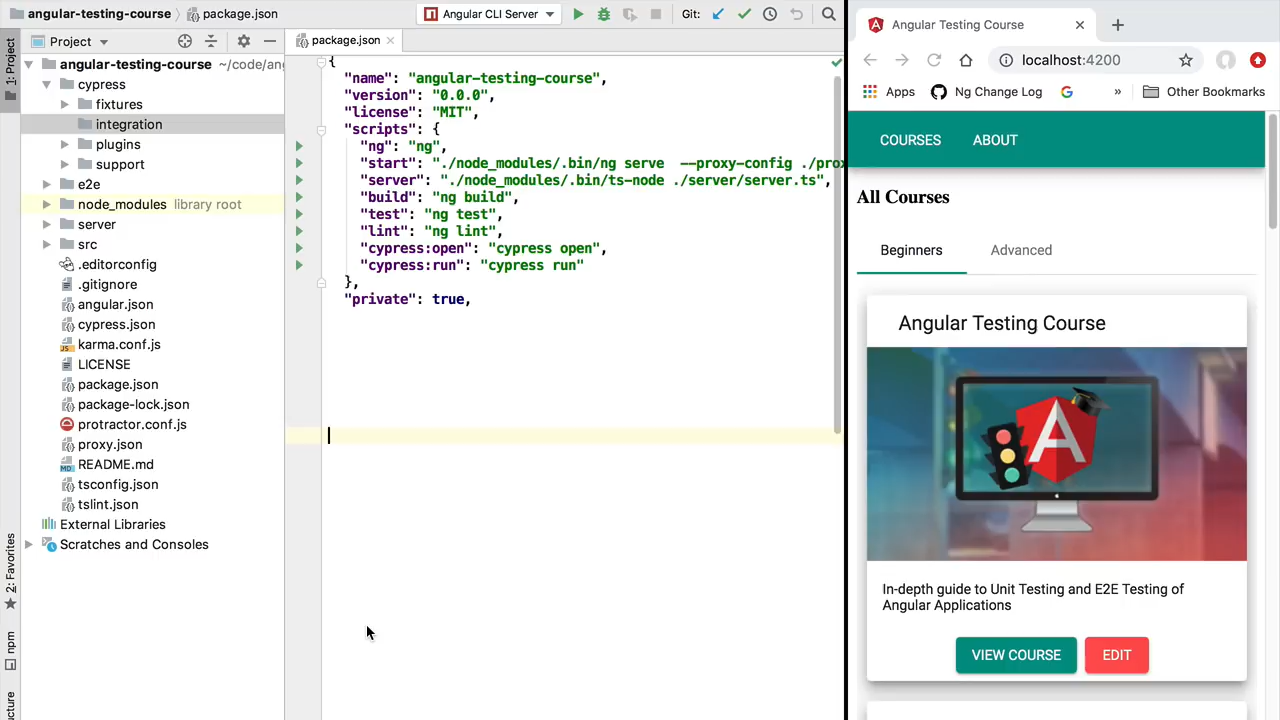 angular-testing-course
package.json
Angular CLI Server
Git:
1: Project
2: Favorites
npm
Project
angular-testing-course ~/code/an
cypress
fixtures
integration
plugins
support
e2e
node_modules library root
server
src
.editorconfig
.gitignore
angular.json
cypress.json
karma.conf.js
LICENSE
package.json
package-lock.json
protractor.conf.js
proxy.json
README.md
tsconfig.json
tslint.json
External Libraries
Scratches and Consoles
package.json
{
"name": "angular-testing-course",
"version": "0.0.0",
"license": "MIT",
"scripts": {
"ng": "ng",
"start": "./node_modules/.bin/ng serve  --proxy-config ./prox
"server": "./node_modules/.bin/ts-node ./server/server.ts",
"build": "ng build",
"test": "ng test",
"lint": "ng lint",
"cypress:open": "cypress open",
"cypress:run": "cypress run"
},
"private": true,
Angular Testing Course
localhost:4200
Apps
Ng Change Log
»
Other Bookmarks
COURSES
ABOUT
All Courses
Beginners
Advanced
Angular Testing Course
In-depth guide to Unit Testing and E2E Testing of
Angular Applications
VIEW COURSE
EDIT